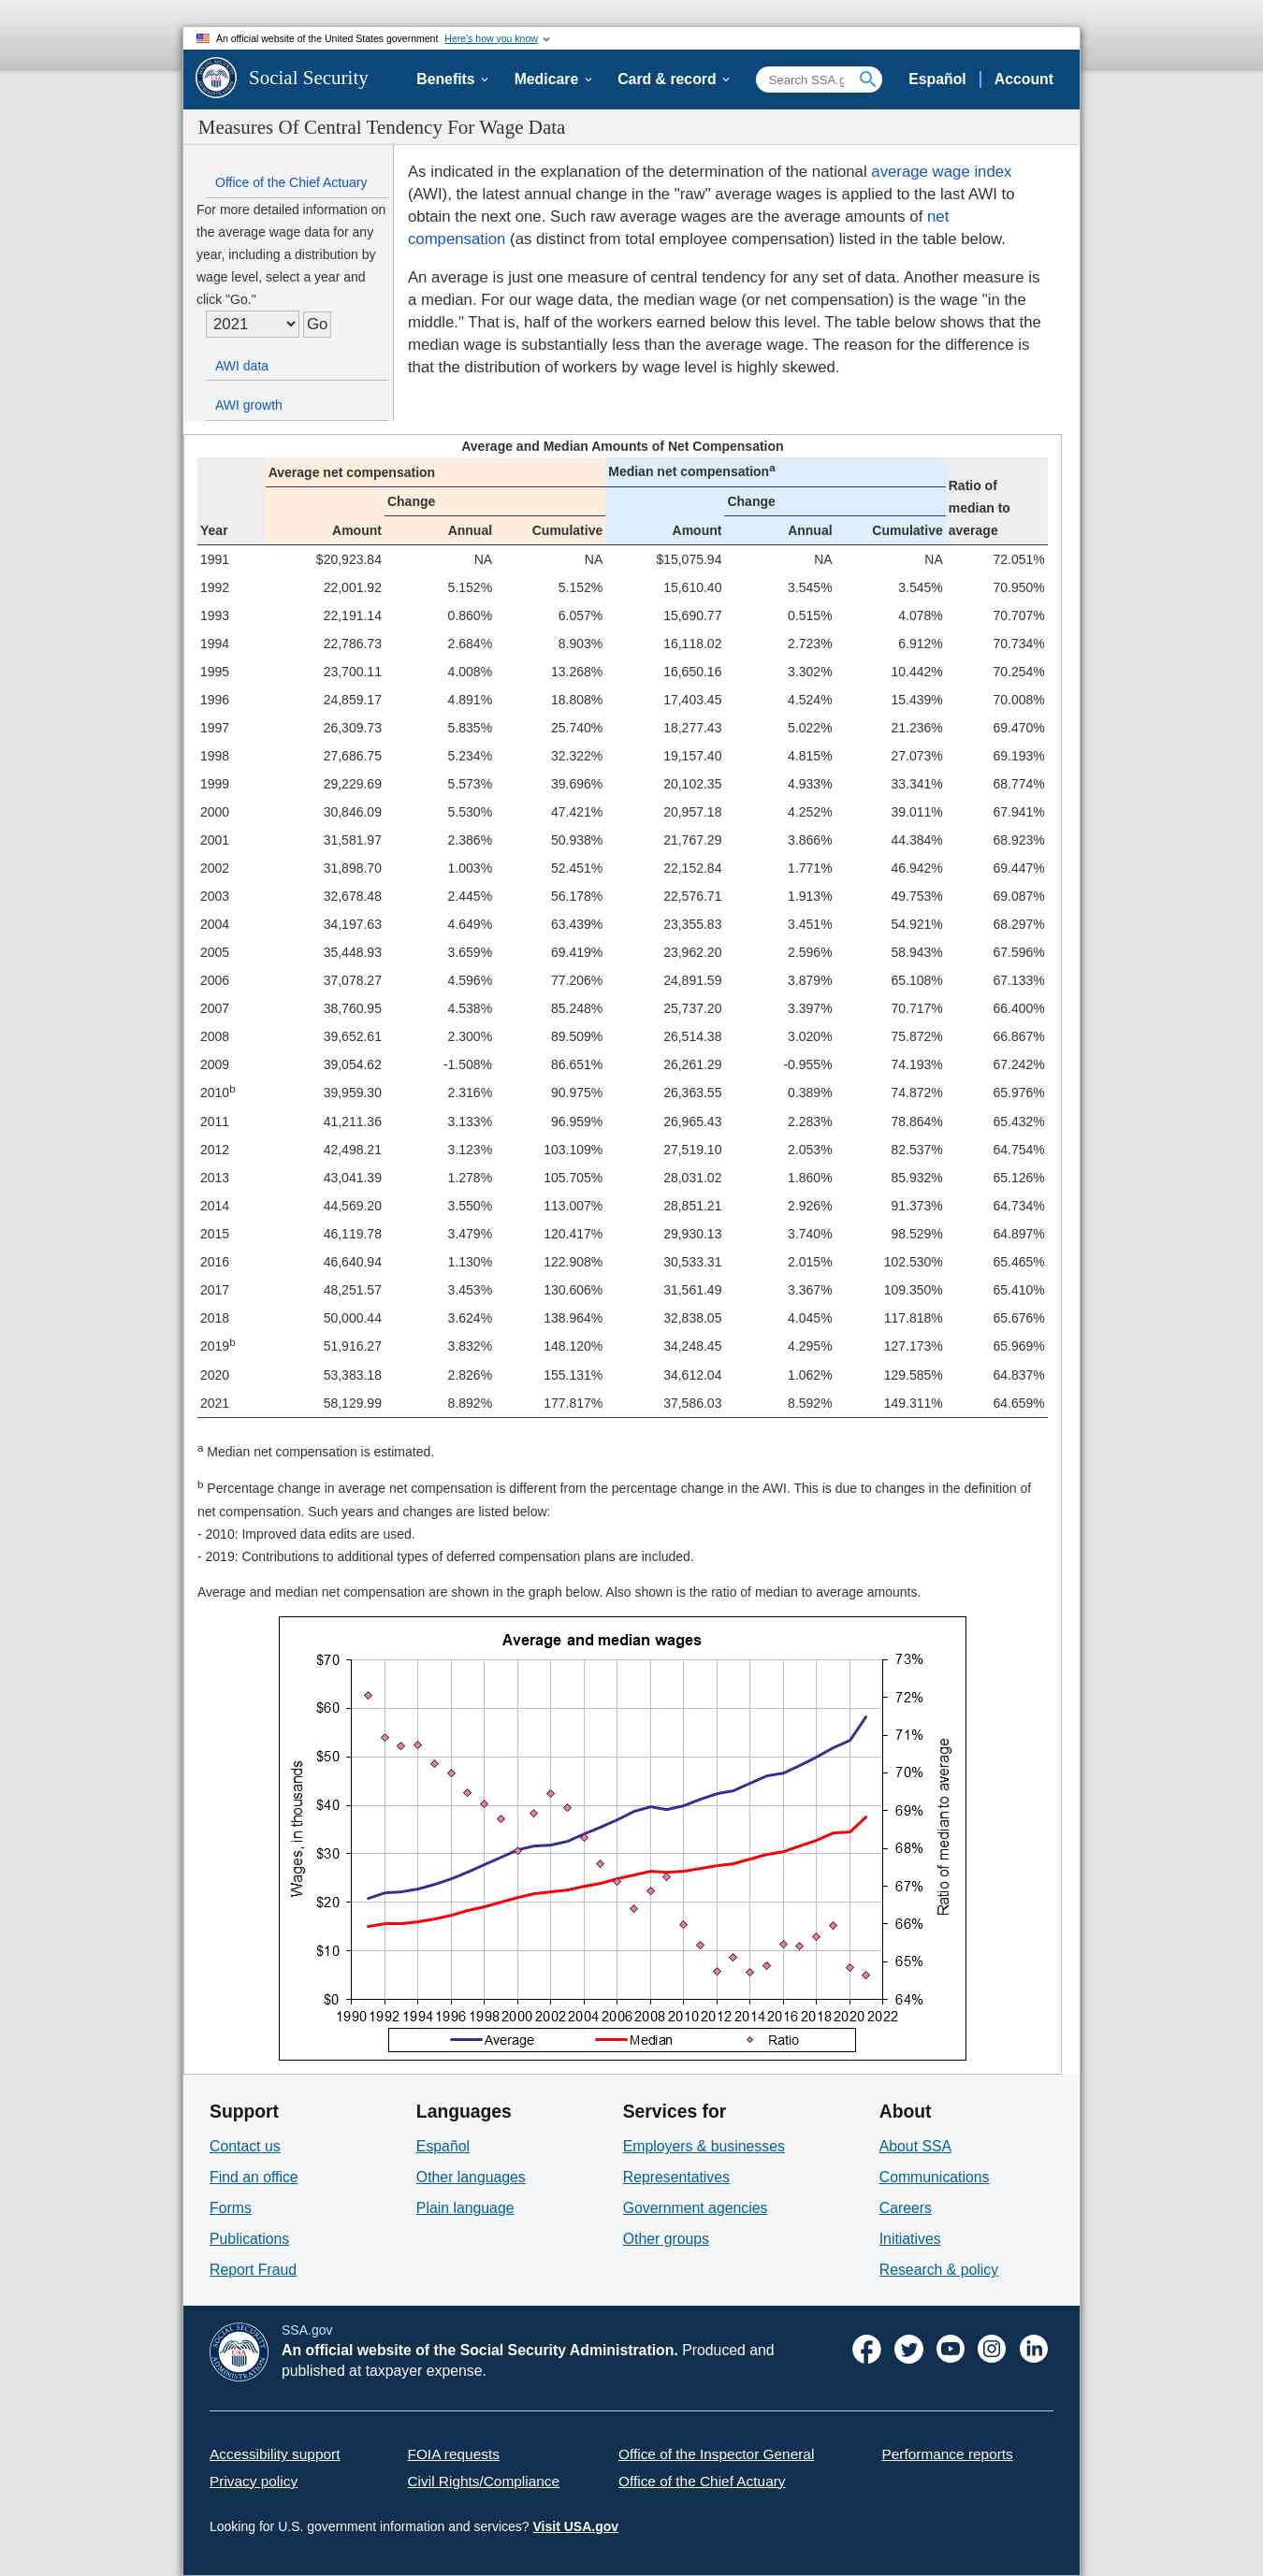 An official website of the United States government Here's how you know
Social Security Benefits Medicare Card & record Search SSA.g Español Account
Measures Of Central Tendency For Wage Data
Office of the Chief Actuary
For more detailed information on
the average wage data for any
year, including a distribution by
wage level, select a year and
click "Go."
2021 Go
AWI data
AWI growth
As indicated in the explanation of the determination of the national average wage index
(AWI), the latest annual change in the "raw" average wages is applied to the last AWI to
obtain the next one. Such raw average wages are the average amounts of net
compensation (as distinct from total employee compensation) listed in the table below.
An average is just one measure of central tendency for any set of data. Another measure is
a median. For our wage data, the median wage (or net compensation) is the wage "in the
middle." That is, half of the workers earned below this level. The table below shows that the
median wage is substantially less than the average wage. The reason for the difference is
that the distribution of workers by wage level is highly skewed.
Average and Median Amounts of Net Compensation
Average net compensation Median net compensation a
Ratio of
median to
average
Change Change
Year Amount Annual Cumulative Amount Annual Cumulative
1991 $20,923.84 NA NA $15,075.94 NA NA 72.051%
1992 22,001.92 5.152% 5.152% 15,610.40 3.545% 3.545% 70.950%
1993 22,191.14 0.860% 6.057% 15,690.77 0.515% 4.078% 70.707%
1994 22,786.73 2.684% 8.903% 16,118.02 2.723% 6.912% 70.734%
1995 23,700.11 4.008% 13.268% 16,650.16 3.302% 10.442% 70.254%
1996 24,859.17 4.891% 18.808% 17,403.45 4.524% 15.439% 70.008%
1997 26,309.73 5.835% 25.740% 18,277.43 5.022% 21.236% 69.470%
1998 27,686.75 5.234% 32.322% 19,157.40 4.815% 27.073% 69.193%
1999 29,229.69 5.573% 39.696% 20,102.35 4.933% 33.341% 68.774%
2000 30,846.09 5.530% 47.421% 20,957.18 4.252% 39.011% 67.941%
2001 31,581.97 2.386% 50.938% 21,767.29 3.866% 44.384% 68.923%
2002 31,898.70 1.003% 52.451% 22,152.84 1.771% 46.942% 69.447%
2003 32,678.48 2.445% 56.178% 22,576.71 1.913% 49.753% 69.087%
2004 34,197.63 4.649% 63.439% 23,355.83 3.451% 54.921% 68.297%
2005 35,448.93 3.659% 69.419% 23,962.20 2.596% 58.943% 67.596%
2006 37,078.27 4.596% 77.206% 24,891.59 3.879% 65.108% 67.133%
2007 38,760.95 4.538% 85.248% 25,737.20 3.397% 70.717% 66.400%
2008 39,652.61 2.300% 89.509% 26,514.38 3.020% 75.872% 66.867%
2009 39,054.62 -1.508% 86.651% 26,261.29 -0.955% 74.193% 67.242%
2010b 39,959.30 2.316% 90.975% 26,363.55 0.389% 74.872% 65.976%
2011 41,211.36 3.133% 96.959% 26,965.43 2.283% 78.864% 65.432%
2012 42,498.21 3.123% 103.109% 27,519.10 2.053% 82.537% 64.754%
2013 43,041.39 1.278% 105.705% 28,031.02 1.860% 85.932% 65.126%
2014 44,569.20 3.550% 113.007% 28,851.21 2.926% 91.373% 64.734%
2015 46,119.78 3.479% 120.417% 29,930.13 3.740% 98.529% 64.897%
2016 46,640.94 1.130% 122.908% 30,533.31 2.015% 102.530% 65.465%
2017 48,251.57 3.453% 130.606% 31,561.49 3.367% 109.350% 65.410%
2018 50,000.44 3.624% 138.964% 32,838.05 4.045% 117.818% 65.676%
2019b 51,916.27 3.832% 148.120% 34,248.45 4.295% 127.173% 65.969%
2020 53,383.18 2.826% 155.131% 34,612.04 1.062% 129.585% 64.837%
2021 58,129.99 8.892% 177.817% 37,586.03 8.592% 149.311% 64.659%
a Median net compensation is estimated.
b Percentage change in average net compensation is different from the percentage change in the AWI. This is due to changes in the definition of
net compensation. Such years and changes are listed below:
- 2010: Improved data edits are used.
- 2019: Contributions to additional types of deferred compensation plans are included.
Average and median net compensation are shown in the graph below. Also shown is the ratio of median to average amounts.
Average and median wages
$70
$60
$50
$40
$30
$20
$10
$0
Wages, in thousands
73%
72%
71%
70%
69%
68%
67%
66%
65%
64%
Ratio of median to average
1990 1992 1994 1996 1998 2000 2002 2004 2006 2008 2010 2012 2014 2016 2018 2020 2022
Average Median Ratio
Support
Contact us
Find an office
Forms
Publications
Report Fraud
Languages
Español
Other languages
Plain language
Services for
Employers & businesses
Representatives
Government agencies
Other groups
About
About SSA
Communications
Careers
Initiatives
Research & policy
SOCIAL SECURITY ADMINISTRATION
USA
SSA.gov
An official website of the Social Security Administration. Produced and
published at taxpayer expense.
Accessibility support FOIA requests Office of the Inspector General Performance reports
Privacy policy Civil Rights/Compliance Office of the Chief Actuary
Looking for U.S. government information and services? Visit USA.gov